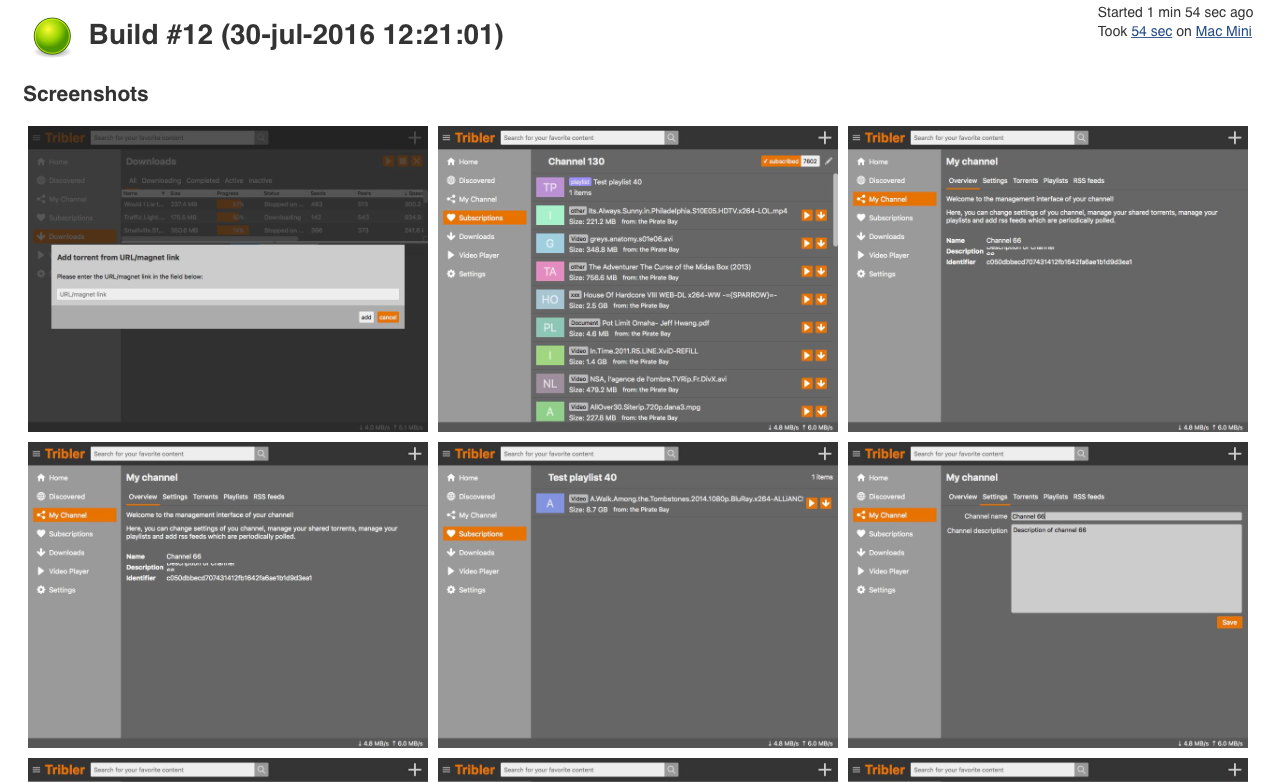 Build #12 (30-jul-2016 12:21:01)
Started 1 min 54 sec ago
Took 54 sec on Mac Mini
Screenshots
Tribler
Search for your favorite content
Home
Discovered
My Channel
Subscriptions
Downloads
Downloads
All Downloading Completed Active Inactive
Name Size Progress Status Seeds Peers
Add torrent from URL/magnet link
Please enter the URL/magnet link in the field below:
URL/magnet link
add cancel
Tribler
Search for your favorite content
Home
Discovered
My Channel
Subscriptions
Downloads
Video Player
Settings
Channel 130
✓ subscribed 7602
TP playlist Test playlist 40
1 items
I other Its.Always.Sunny.in.Philadelphia.S10E05.HDTV.x264-LOL.mp4
Size: 221.2 MB from: the Pirate Bay
G Video greys.anatomy.s01e06.avi
Size: 348.8 MB from: the Pirate Bay
TA other The Adventurer The Curse of the Midas Box (2013)
Size: 756.6 MB from: the Pirate Bay
HO xxx House Of Hardcore VIII WEB-DL x264-WW -={SPARROW}=-
Size: 2.5 GB from: the Pirate Bay
PL Document Pot Limit Omaha- Jeff Hwang.pdf
Size: 4.6 MB from: the Pirate Bay
I Video In.Time.2011.R5.LiNE.XviD-REFiLL
Size: 1.4 GB from: the Pirate Bay
NL Video NSA, l'agence de l'ombre.TVRip.Fr.DivX.avi
Size: 479.2 MB from: the Pirate Bay
A Video AllOver30.Siterip.720p.dana3.mpg
Size: 227.8 MB from: the Pirate Bay
↓ 4.8 MB/s ↑ 6.0 MB/s
Tribler
Search for your favorite content
Home
Discovered
My Channel
Subscriptions
Downloads
Video Player
Settings
My channel
Overview Settings Torrents Playlists RSS feeds
Welcome to the management interface of your channel!
Here, you can change settings of you channel, manage your shared torrents, manage your
playlists and add rss feeds which are periodically polled.
Name Channel 66
Description Description of channel
Identifier c050dbbecd707431412fb1642fa6ae1b1d9d3ea1
↓ 4.8 MB/s ↑ 6.0 MB/s
Tribler
Search for your favorite content
Home
Discovered
My Channel
Subscriptions
Downloads
Video Player
Settings
My channel
Overview Settings Torrents Playlists RSS feeds
Welcome to the management interface of your channel!
Here, you can change settings of you channel, manage your shared torrents, manage your
playlists and add rss feeds which are periodically polled.
Name Channel 66
Description Description of channel
Identifier c050dbbecd707431412fb1642fa6ae1b1d9d3ea1
↓ 4.8 MB/s ↑ 6.0 MB/s
Tribler
Search for your favorite content
Home
Discovered
My Channel
Subscriptions
Downloads
Video Player
Settings
Test playlist 40
1 items
A Video A.Walk.Among.the.Tombstones.2014.1080p.BluRay.x264-ALLiANC
Size: 8.7 GB from: the Pirate Bay
↓ 4.8 MB/s ↑ 6.0 MB/s
Tribler
Search for your favorite content
Home
Discovered
My Channel
Subscriptions
Downloads
Video Player
Settings
My channel
Overview Settings Torrents Playlists RSS feeds
Channel name Channel 66
Channel description Description of channel 66
Save
↓ 4.8 MB/s ↑ 6.0 MB/s
Tribler
Search for your favorite content
Tribler
Search for your favorite content
Tribler
Search for your favorite content